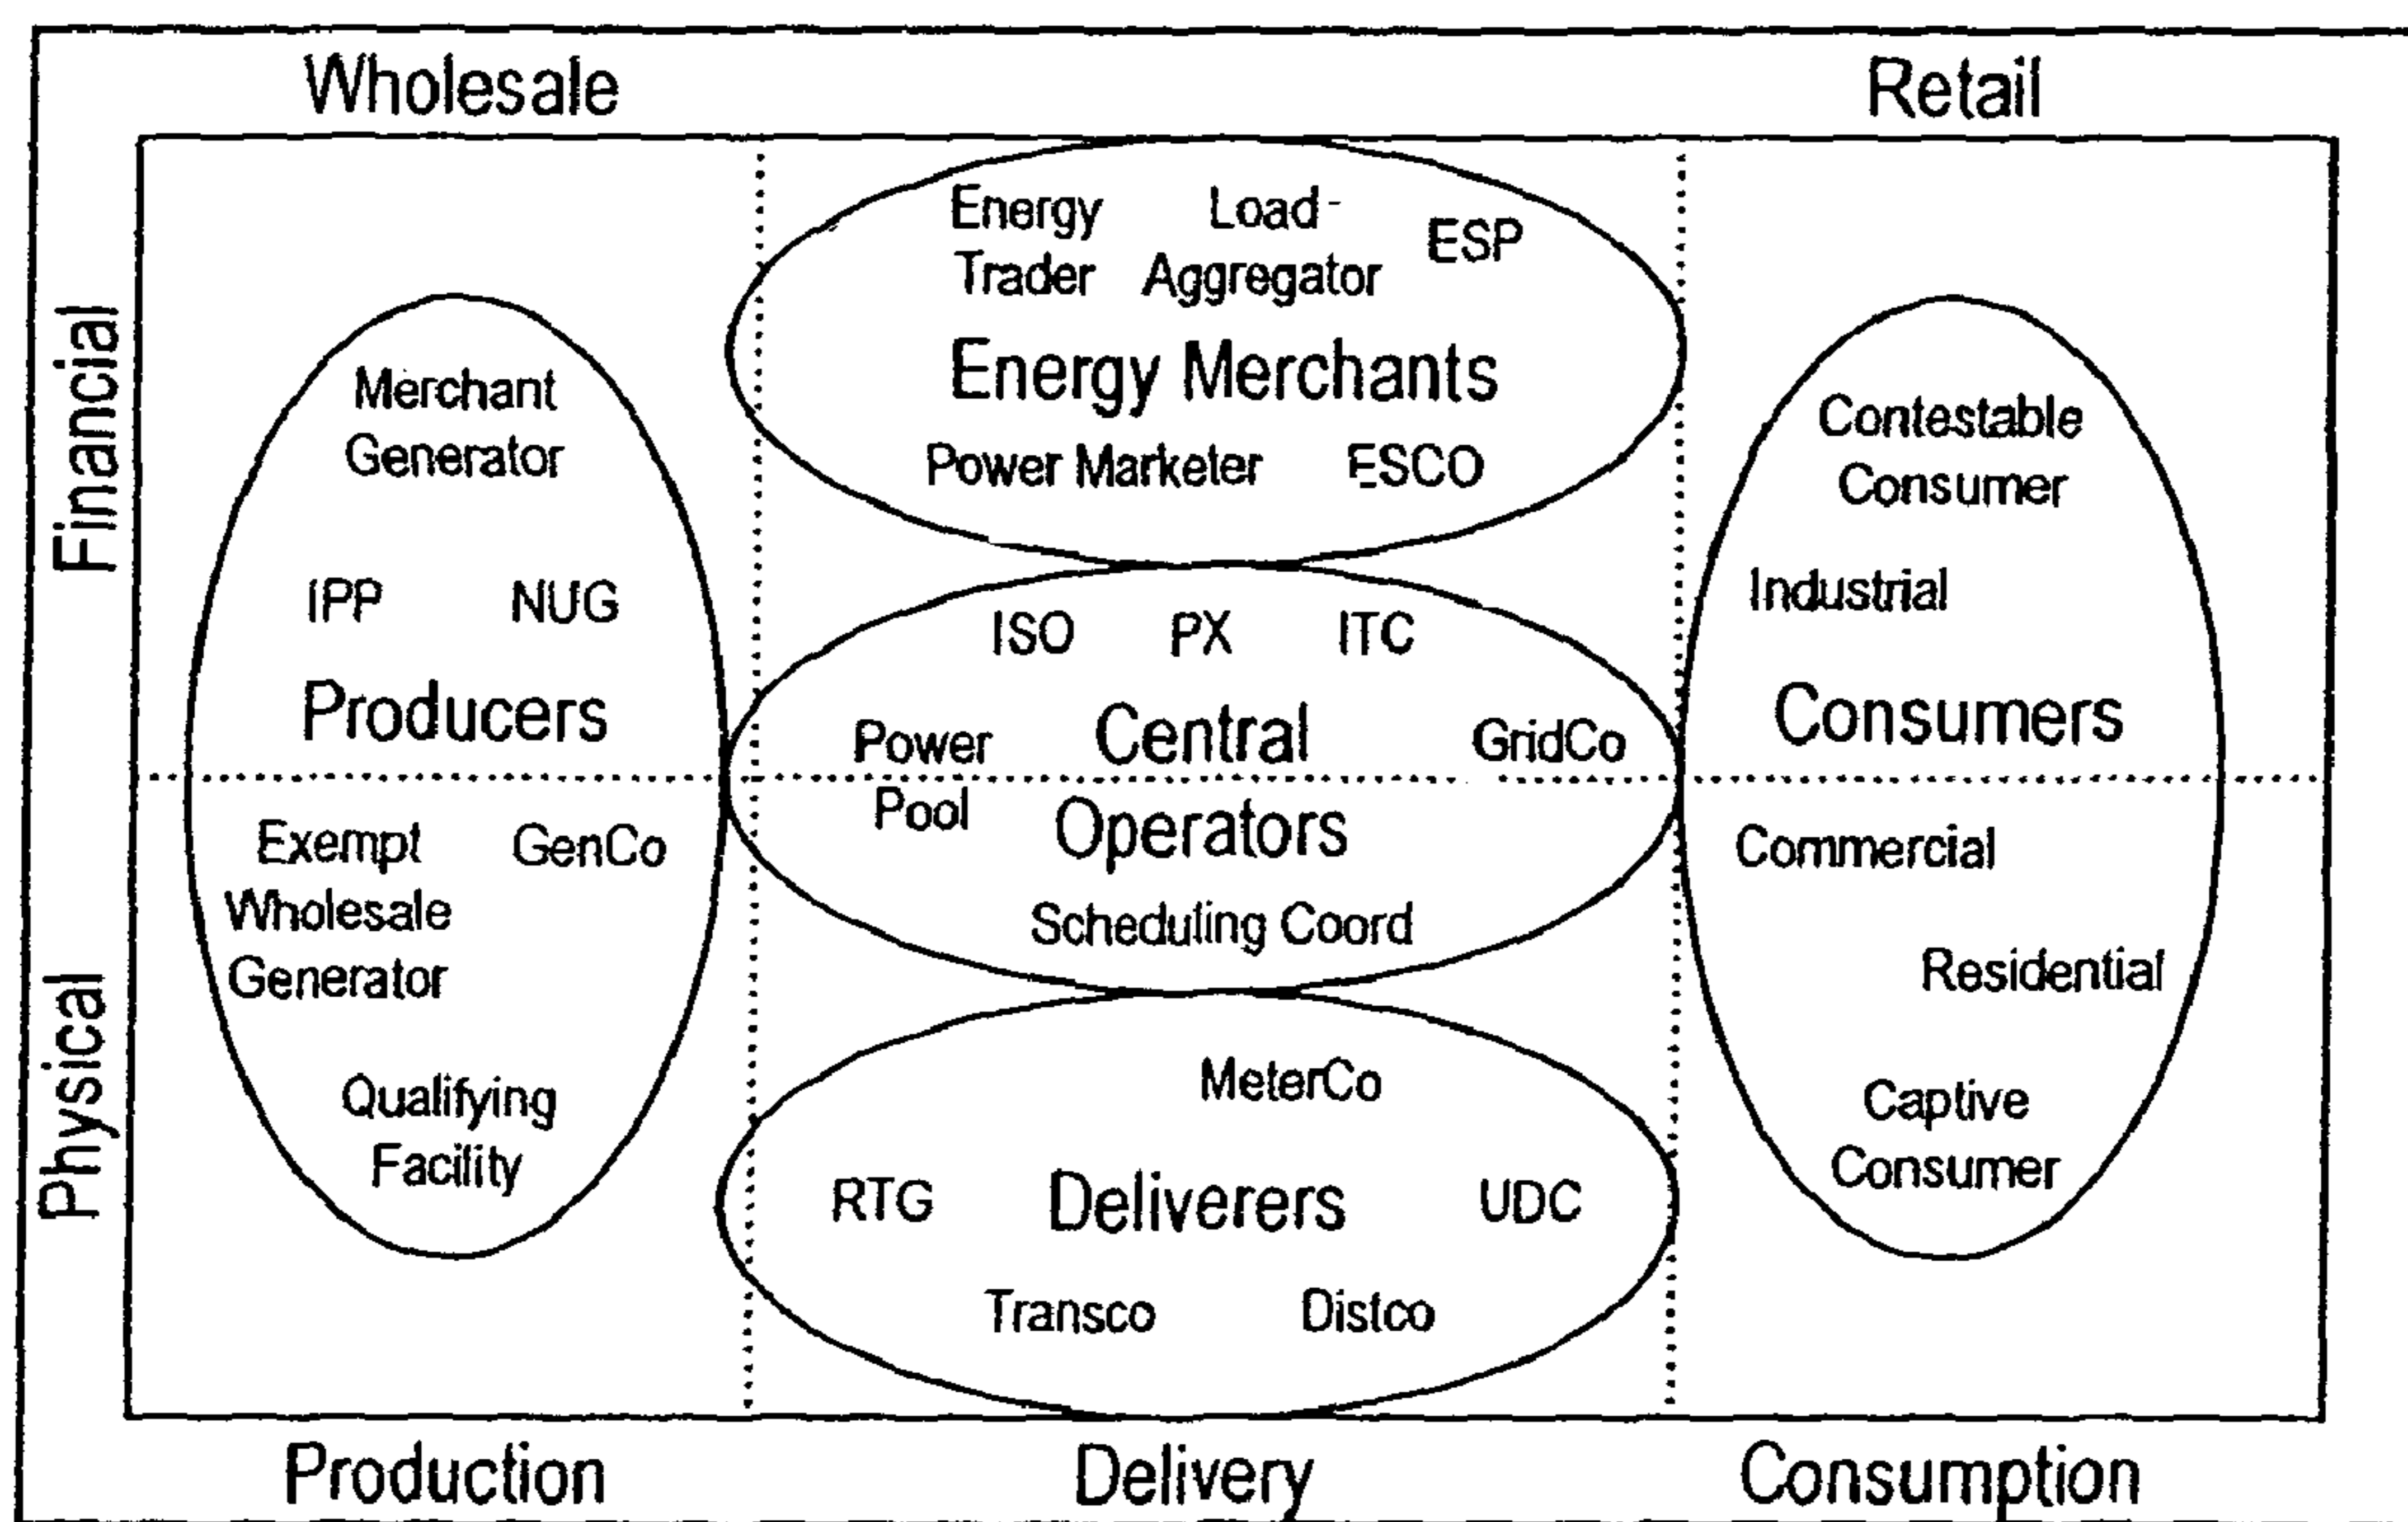 Wholesale
Retail
Financial
Physical
Merchant
Generator
IPP NUG
Producers
Exempt GenCo
Wholesale
Generator
Qualifying
Facility
Energy Load-
Trader Aggregator ESP
Energy Merchants
Power Marketer ESCO
ISO PX ITC
Power Central GridCo
Pool Operators
Scheduling Coord
MeterCo
RTG Deliverers UDC
Transco Distco
Contestable
Consumer
Industrial
Consumers
Commercial
Residential
Captive
Consumer
Production Delivery Consumption